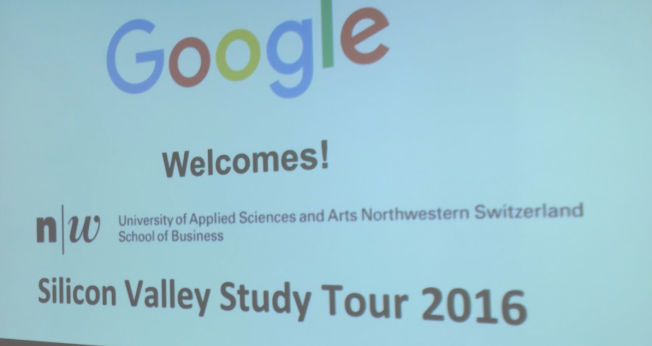 Google
Welcomes!
n|w University of Applied Sciences and Arts Northwestern Switzerland
School of Business
Silicon Valley Study Tour 2016